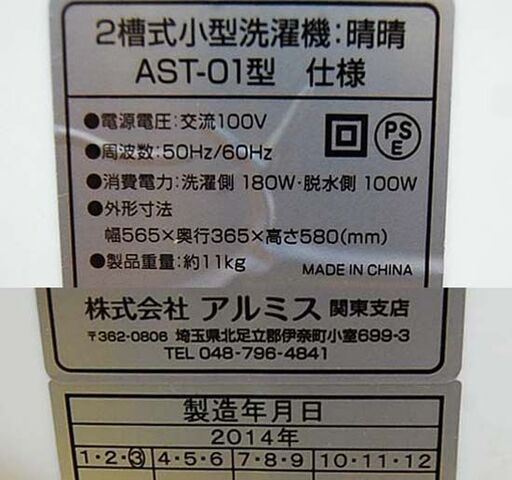 2槽式小型洗濯機:晴晴
AST-01型 仕様
●電源電圧:交流100V
PS
E
●周波数:50Hz/60Hz
●消費電力:洗濯側 180W・脱水側 100W
●外形寸法
幅565×奥行365×高さ580(mm)
●製品重量:約11kg
MADE IN CHINA
株式会社 アルミス 関東支店
〒362-0806 埼玉県北足立郡伊奈町小室699-3
TEL 048-796-4841
製造年月日
2014年
1・2・3 4・5・6 7・8・9 10・11・12